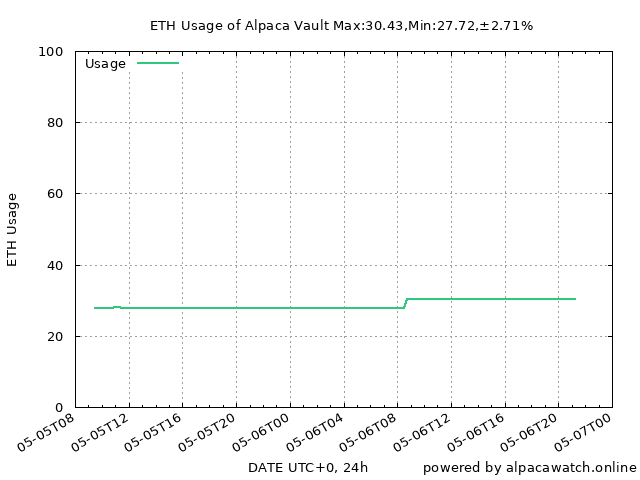 ETH Usage of Alpaca Vault Max:30.43,Min:27.72,±2.71%
100
Usage
80
60
ETH Usage
40
20
0
05-05T08
05-05T12
05-05T16
05-05T20
05-06T00
05-06T04
05-06T08
05-06T12
05-06T16
05-06T20
05-07T00
DATE UTC+0, 24h
powered by alpacawatch.online